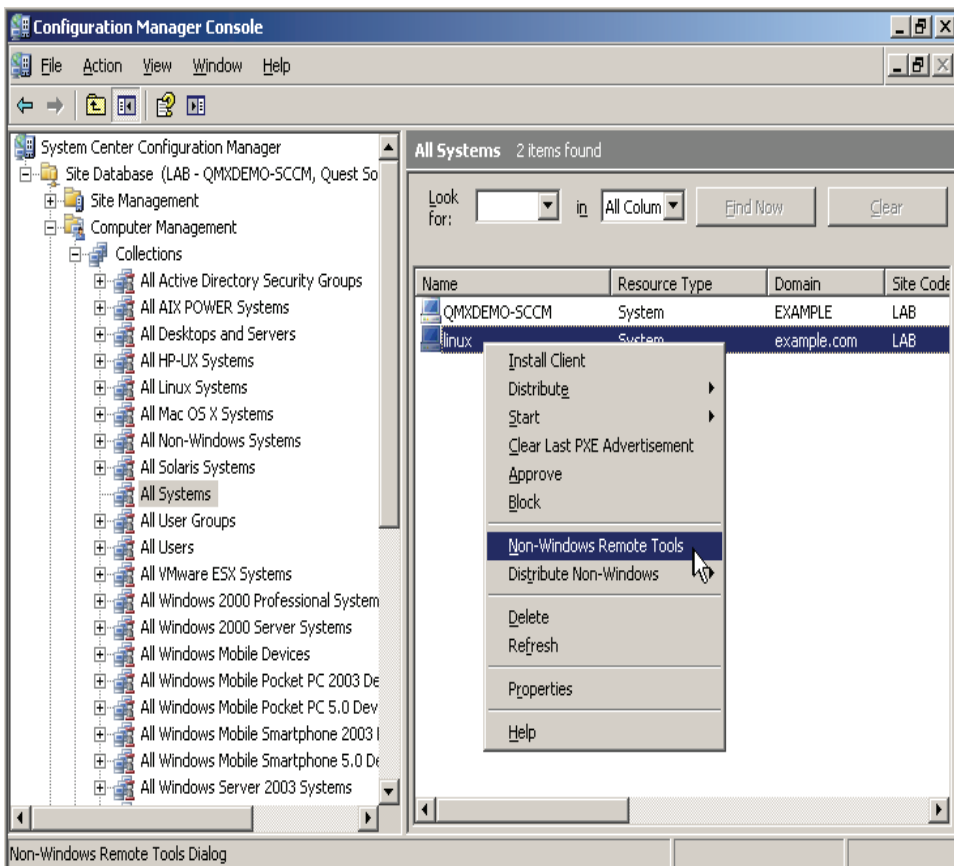 Configuration Manager Console
File Action View Window Help
System Center Configuration Manager
Site Database (LAB - QMXDEMO-SCCM, Quest So
Site Management
Computer Management
Collections
All Active Directory Security Groups
All AIX POWER Systems
All Desktops and Servers
All HP-UX Systems
All Linux Systems
All Mac OS X Systems
All Non-Windows Systems
All Solaris Systems
All Systems
All User Groups
All Users
All VMware ESX Systems
All Windows 2000 Professional System
All Windows 2000 Server Systems
All Windows Mobile Devices
All Windows Mobile Pocket PC 2003 De
All Windows Mobile Pocket PC 5.0 Dev
All Windows Mobile Smartphone 2003
All Windows Mobile Smartphone 5.0 De
All Windows Server 2003 Systems
All Systems 2 items found
Look for: in All Colum Find Now Clear
Name Resource Type Domain Site Code
QMXDEMO-SCCM System EXAMPLE LAB
linux System example.com LAB
Install Client
Distribute
Start
Clear Last PXE Advertisement
Approve
Block
Non-Windows Remote Tools
Distribute Non-Windows
Delete
Refresh
Properties
Help
Non-Windows Remote Tools Dialog